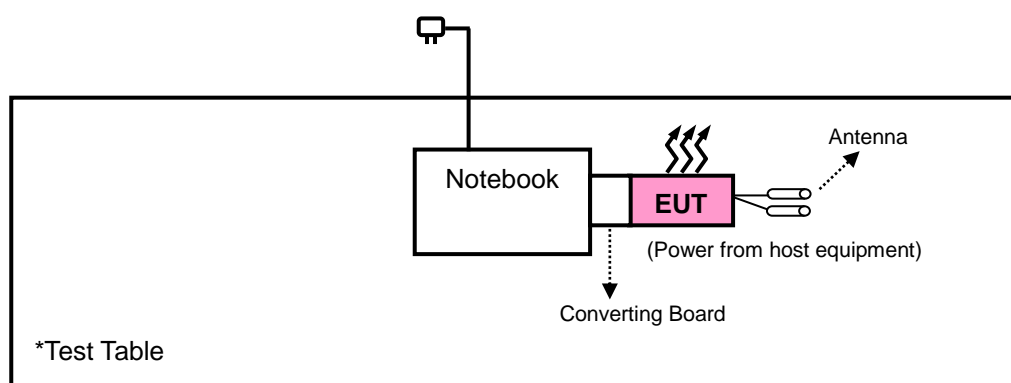 Antenna
Notebook
EUT
(Power from host equipment)
Converting Board
*Test Table